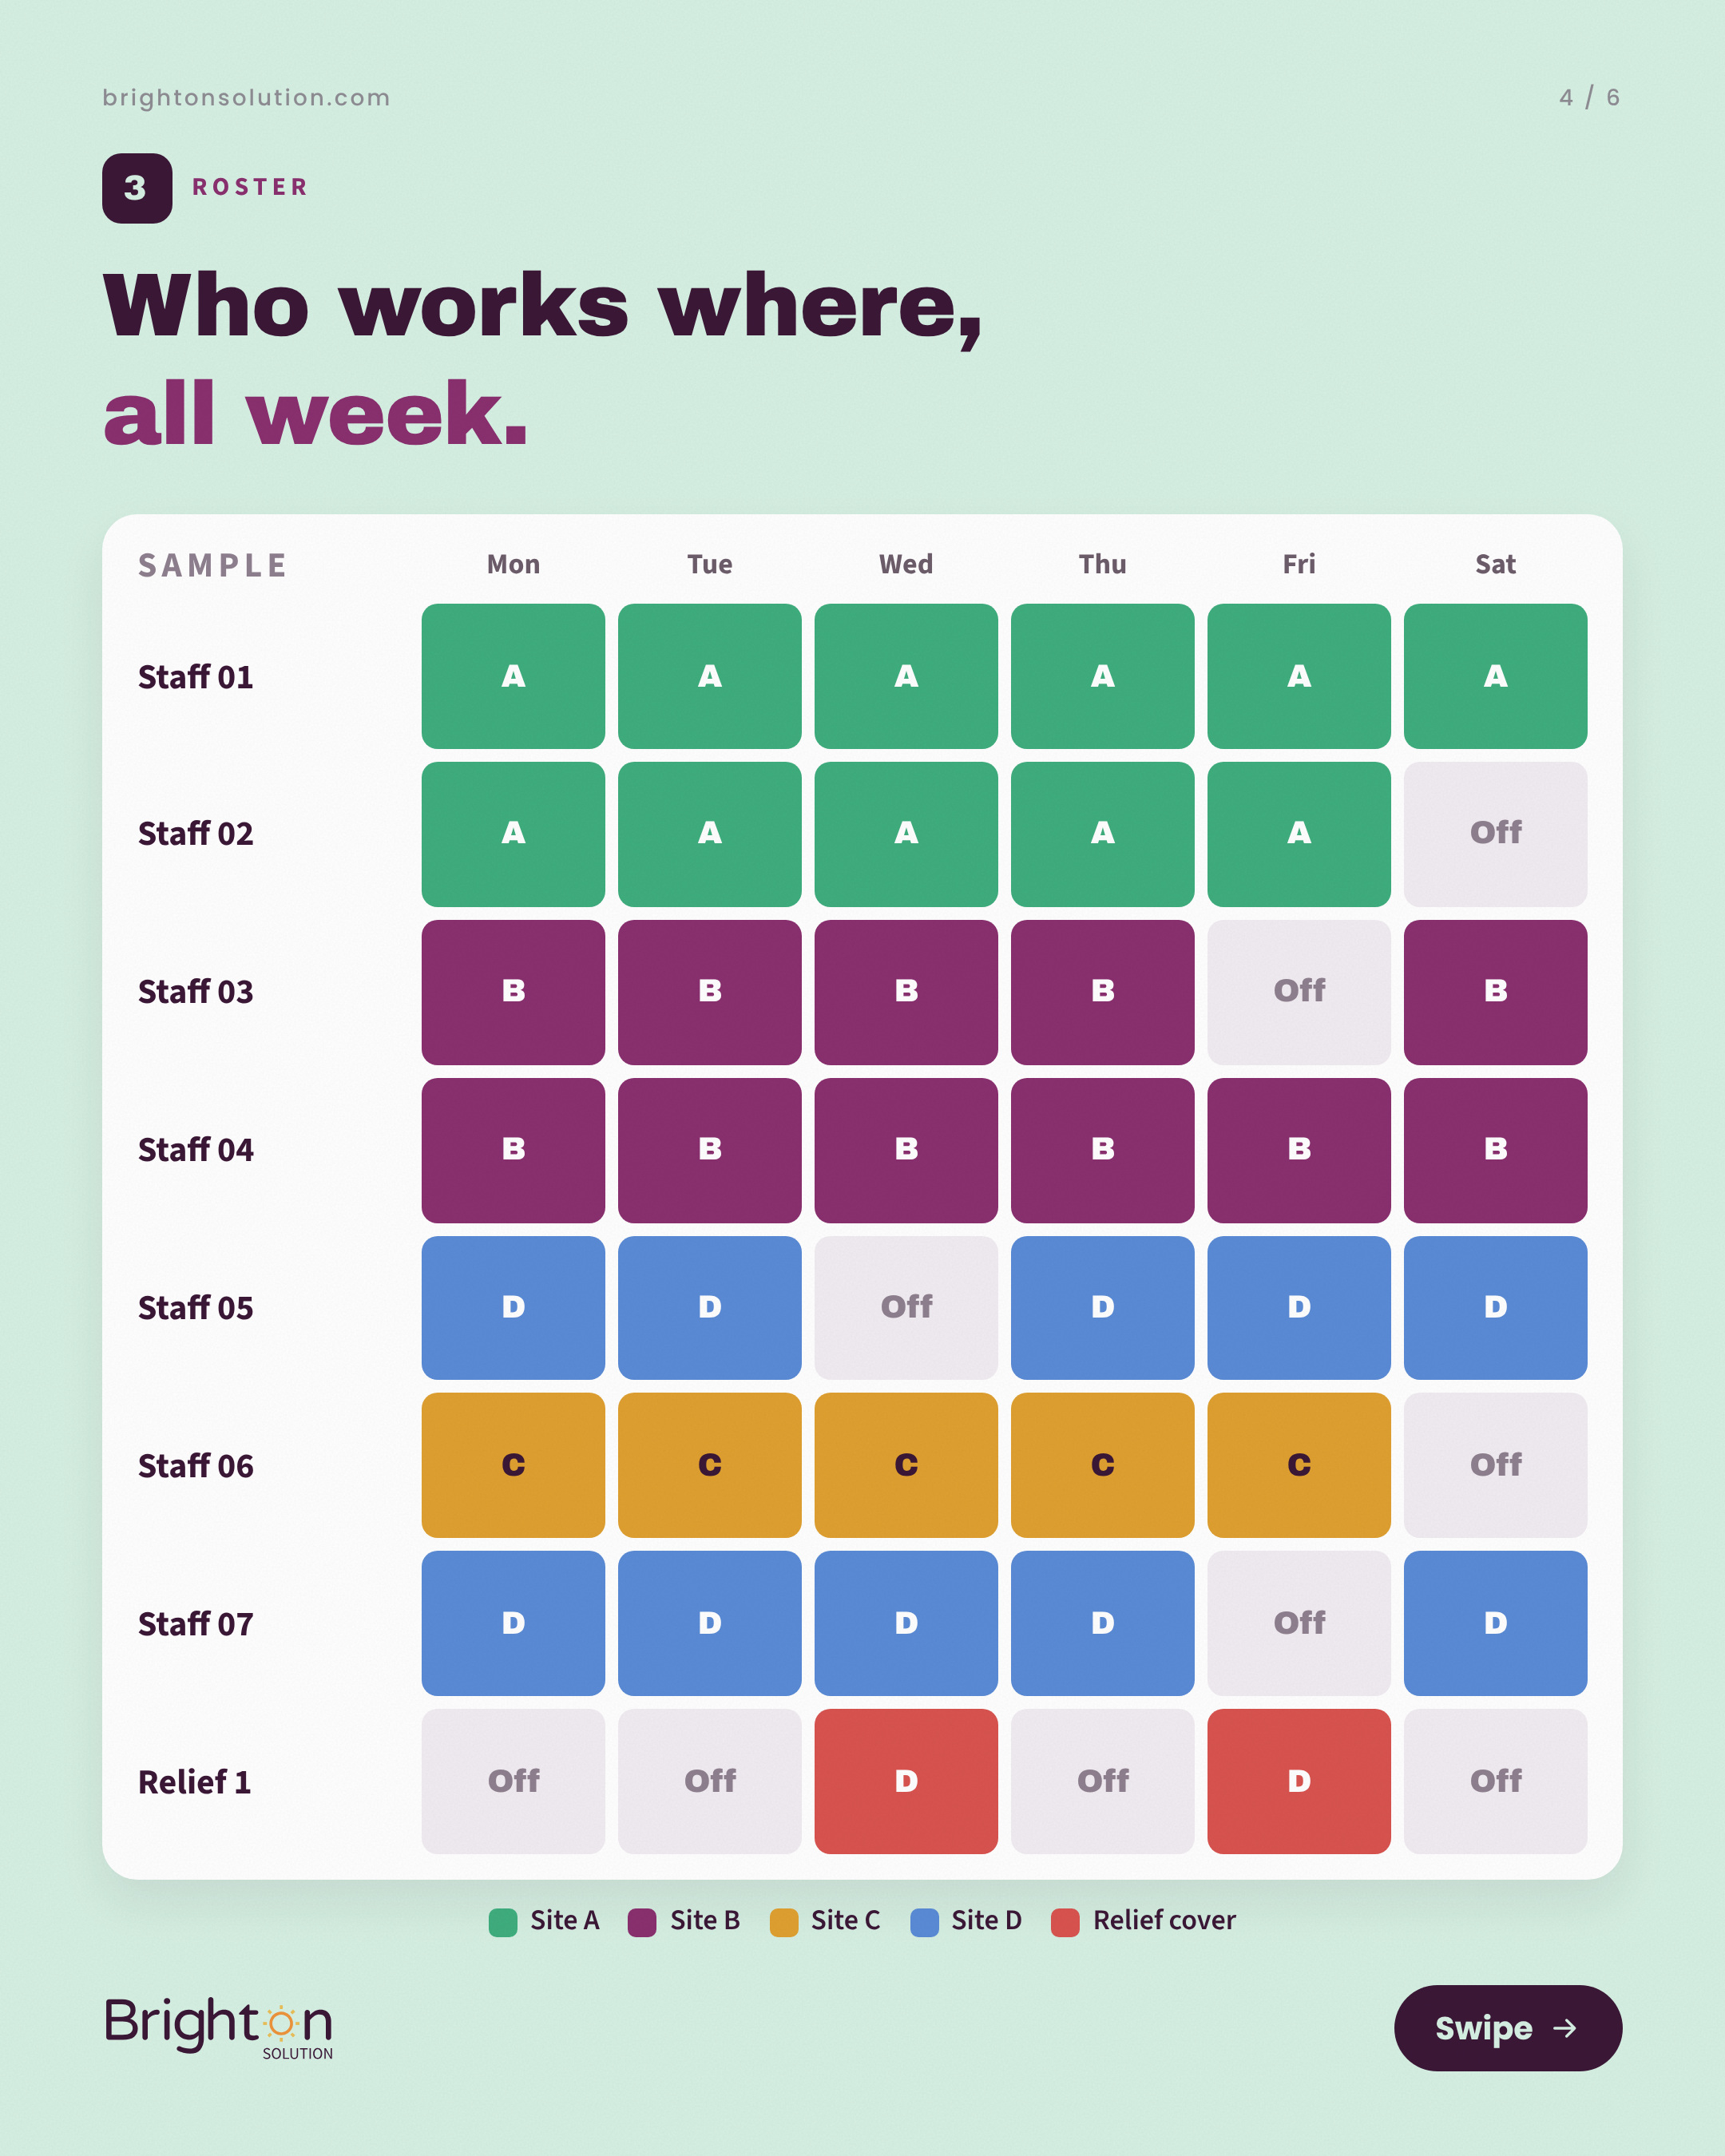 brightonsolution.com 4 / 6
3 ROSTER
Who works where,
all week.
SAMPLE Mon Tue Wed Thu Fri Sat
Staff 01 A A A A A A
Staff 02 A A A A A Off
Staff 03 B B B B Off B
Staff 04 B B B B B B
Staff 05 D D Off D D D
Staff 06 C C C C C Off
Staff 07 D D D D Off D
Relief 1 Off Off D Off D Off
Site A Site B Site C Site D Relief cover
Brighton
SOLUTION
Swipe →